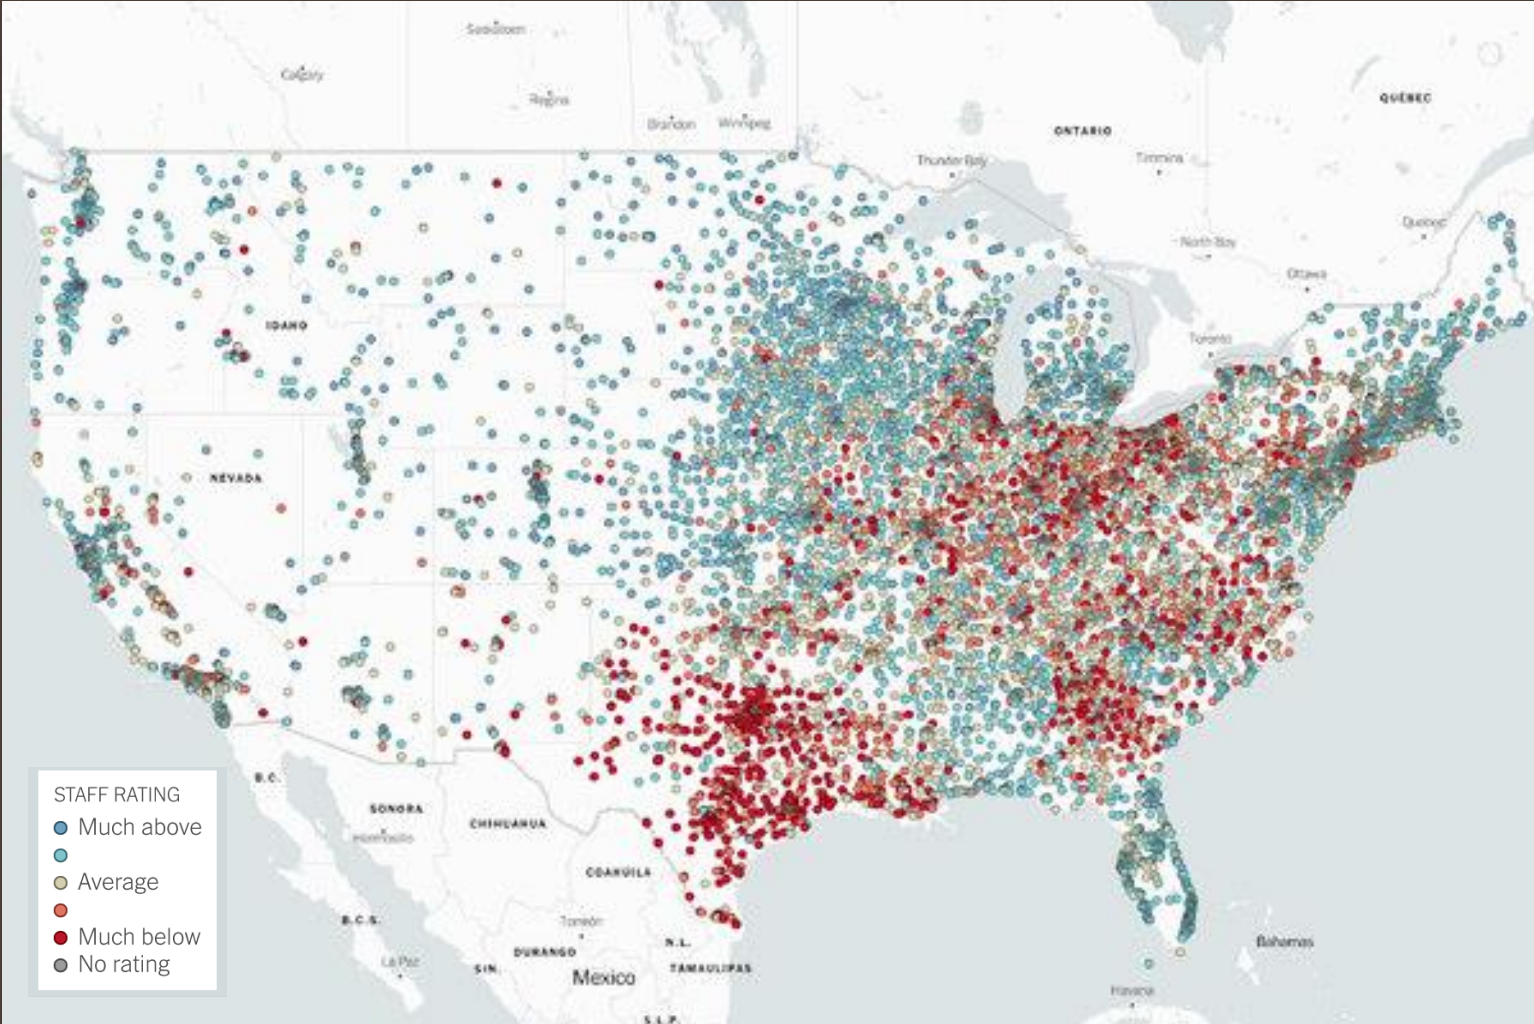 Saskatoon
Calgary
Regina
Brandon
Winnipeg
QUÉBEC
ONTARIO
Thunder Bay
Timmins
Quebec
North Bay
Ottawa
IDAHO
Toronto
NEVADA
B.C.
SONORA
CHIHUAHUA
Hermosillo
COAHUILA
B.C.S.
Torreón
N.L.
Bahamas
DURANGO
La Paz
SIN.
TAMAULIPAS
Mexico
Havana
S.L.P.
STAFF RATING
Much above
Average
Much below
No rating